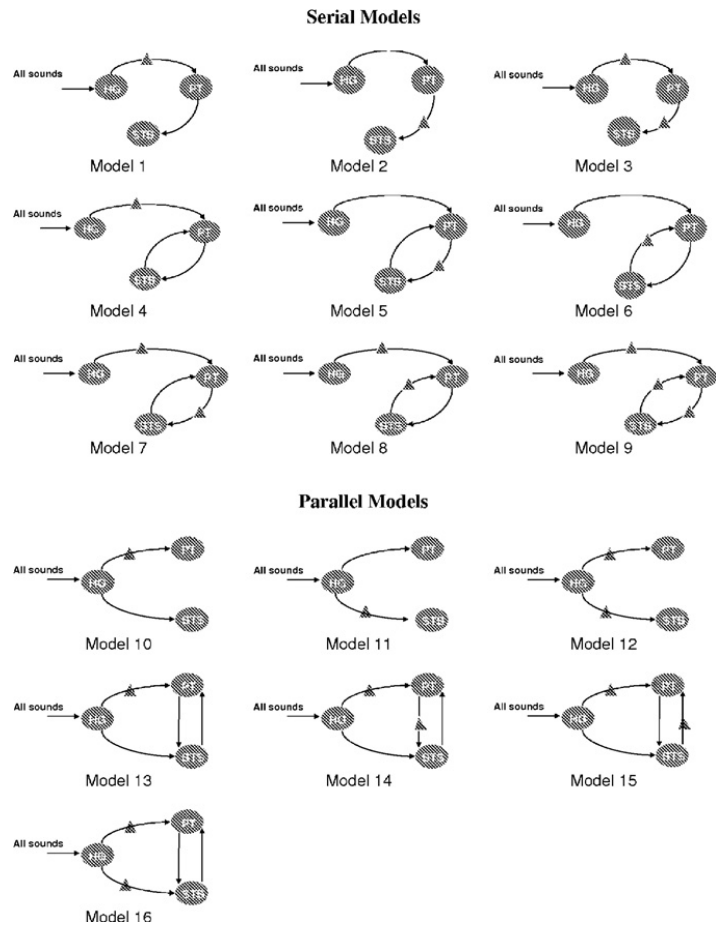 Serial Models
All sounds
HG
PT
STS
Model 1
All sounds
HG
PT
STS
Model 2
All sounds
HG
PT
STS
Model 3
All sounds
HG
PT
STS
Model 4
All sounds
HG
PT
STS
Model 5
All sounds
HG
PT
STS
Model 6
All sounds
HG
PT
STS
Model 7
All sounds
HG
PT
STS
Model 8
All sounds
HG
PT
STS
Model 9
Parallel Models
All sounds
HG
PT
STS
Model 10
All sounds
HG
PT
STS
Model 11
All sounds
HG
PT
STS
Model 12
All sounds
HG
PT
STS
Model 13
All sounds
HG
PT
STS
Model 14
All sounds
HG
PT
STS
Model 15
All sounds
HG
PT
STS
Model 16